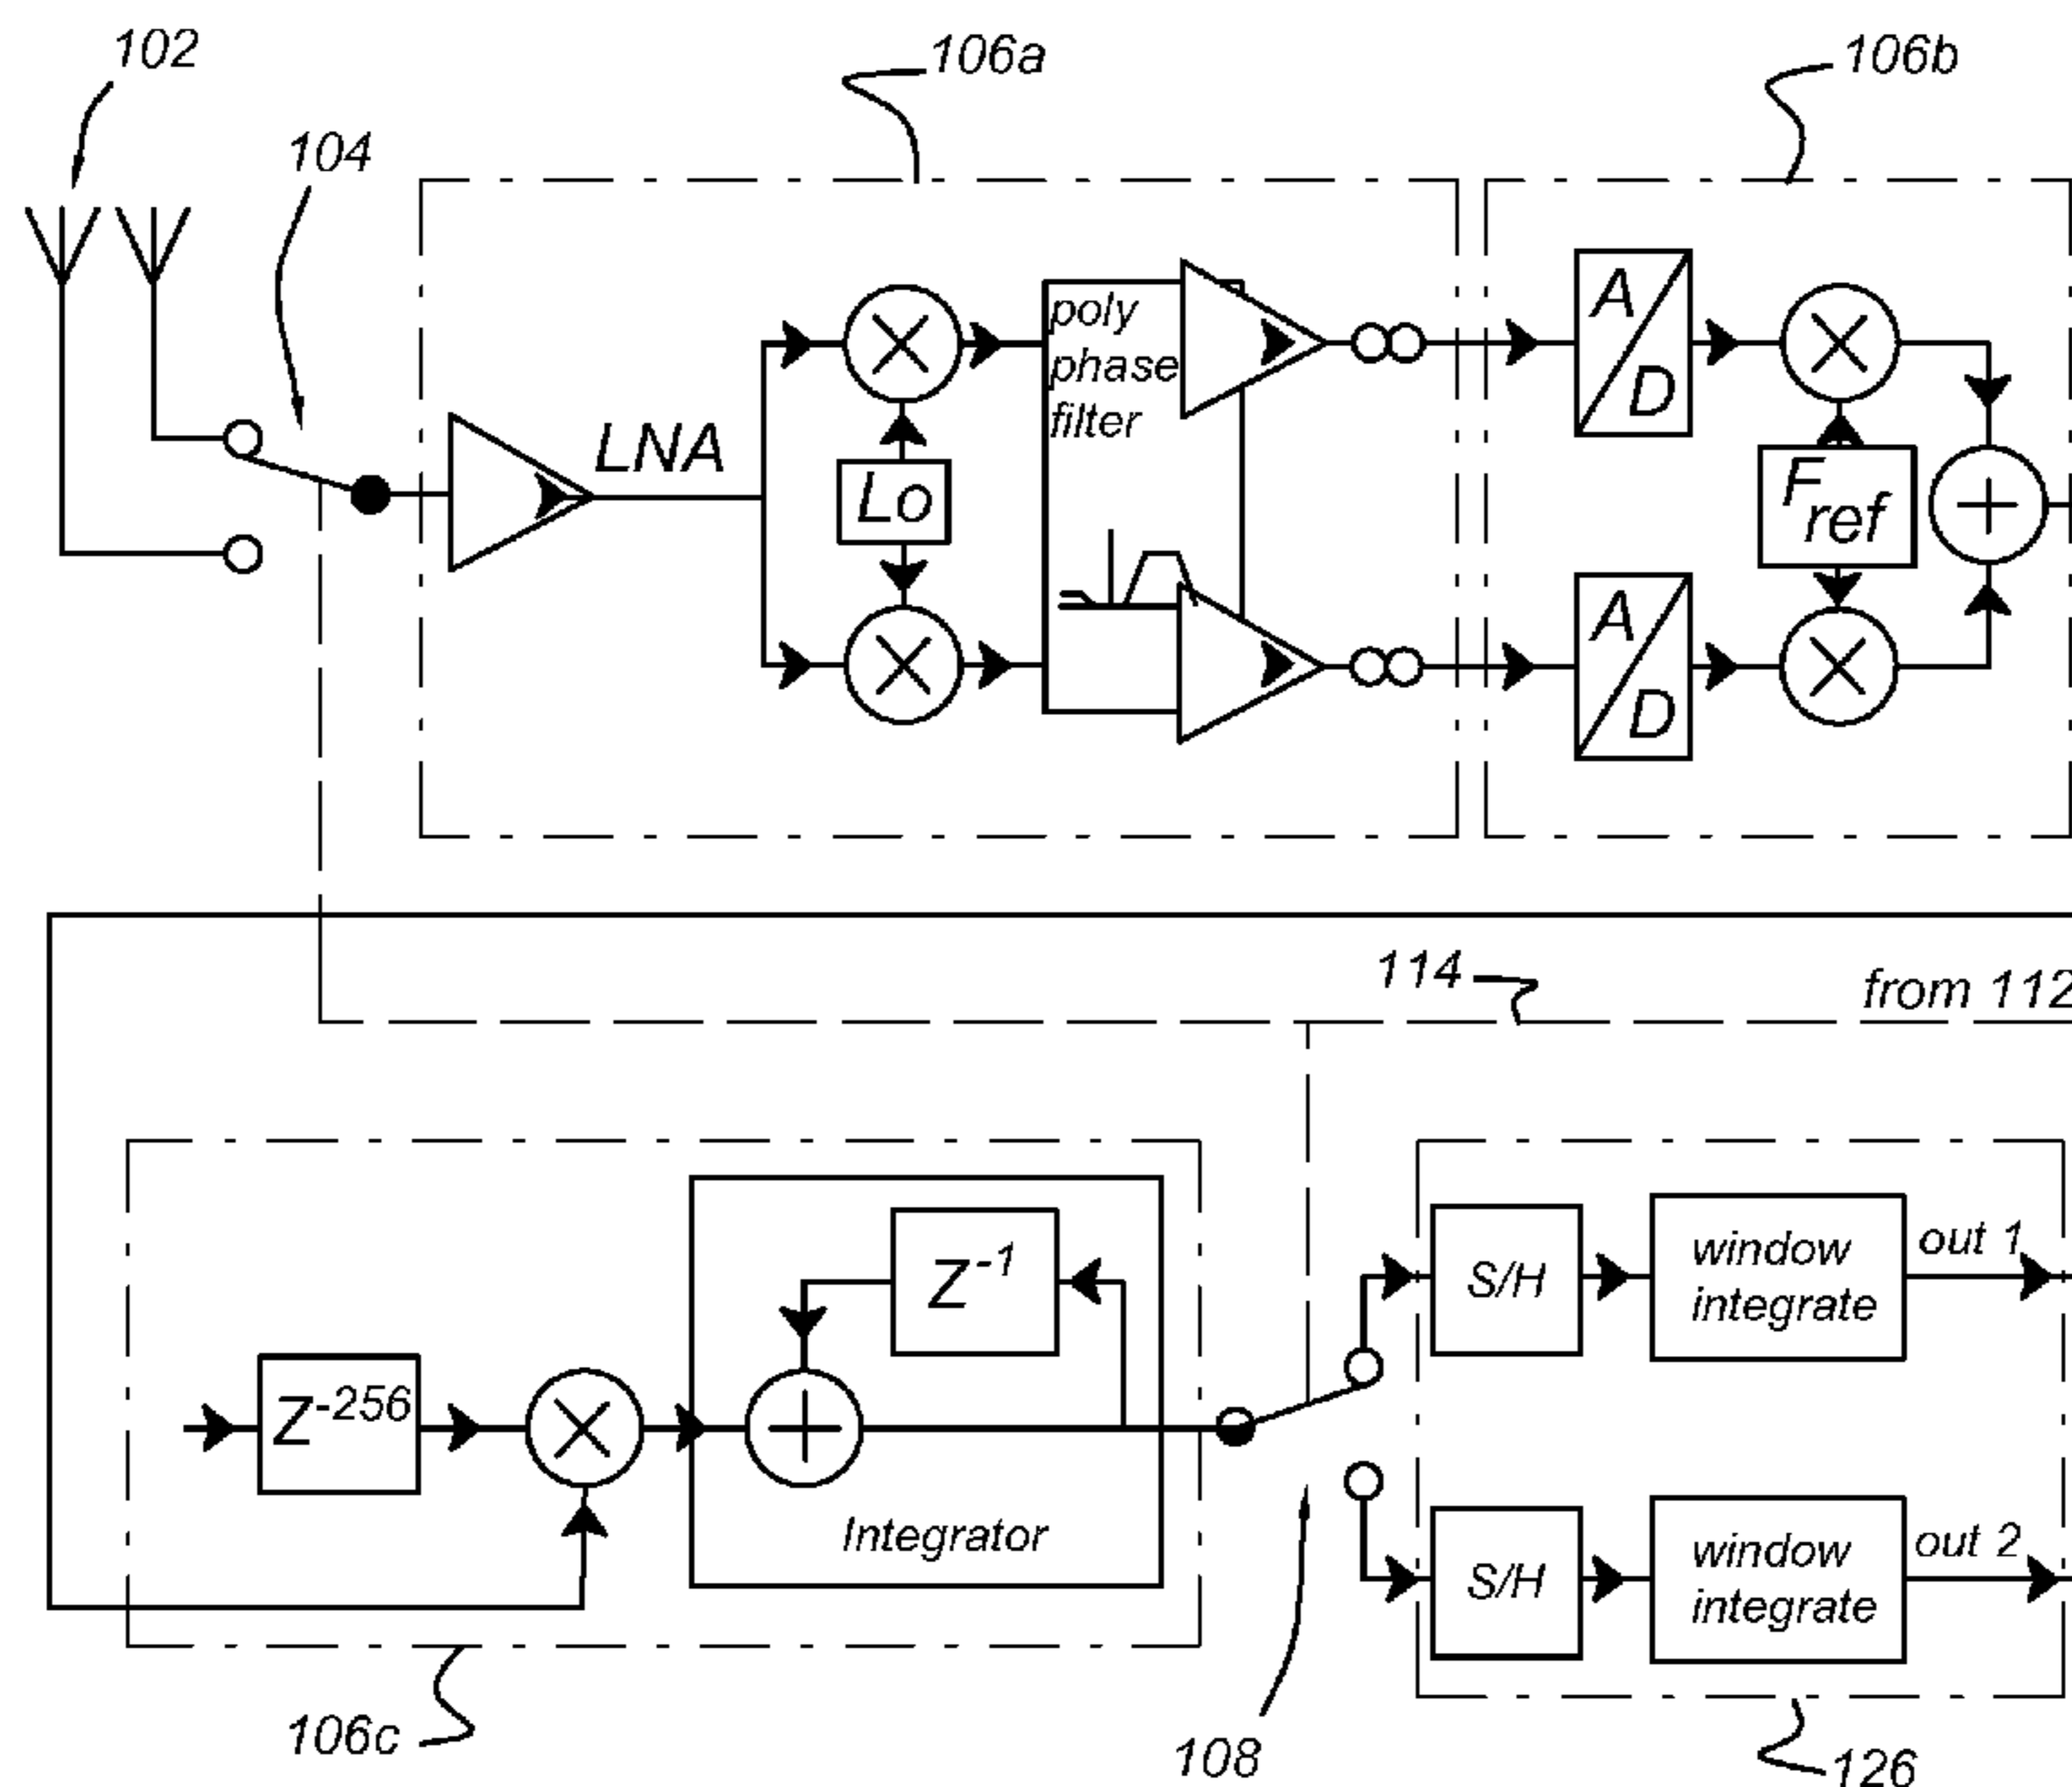 102
104
106a
106b
LNA
Lo
poly
phase
filter
A
D
A
D
F
ref
114
from 112
Z-256
Z-1
Integrator
S/H
window
integrate
out 1
S/H
window
integrate
out 2
106c
108
126